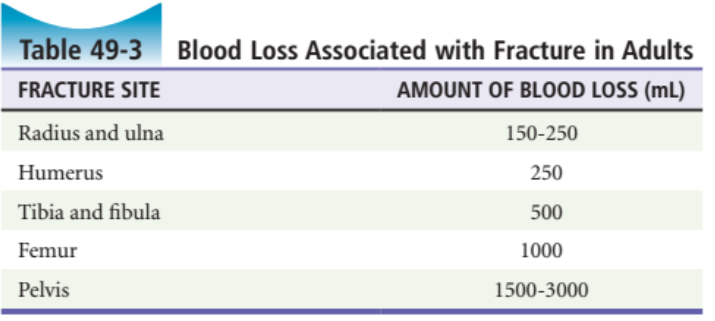 Table 49-3 Blood Loss Associated with Fracture in Adults
FRACTURE SITE AMOUNT OF BLOOD LOSS (mL)
Radius and ulna 150-250
Humerus 250
Tibia and fibula 500
Femur 1000
Pelvis 1500-3000